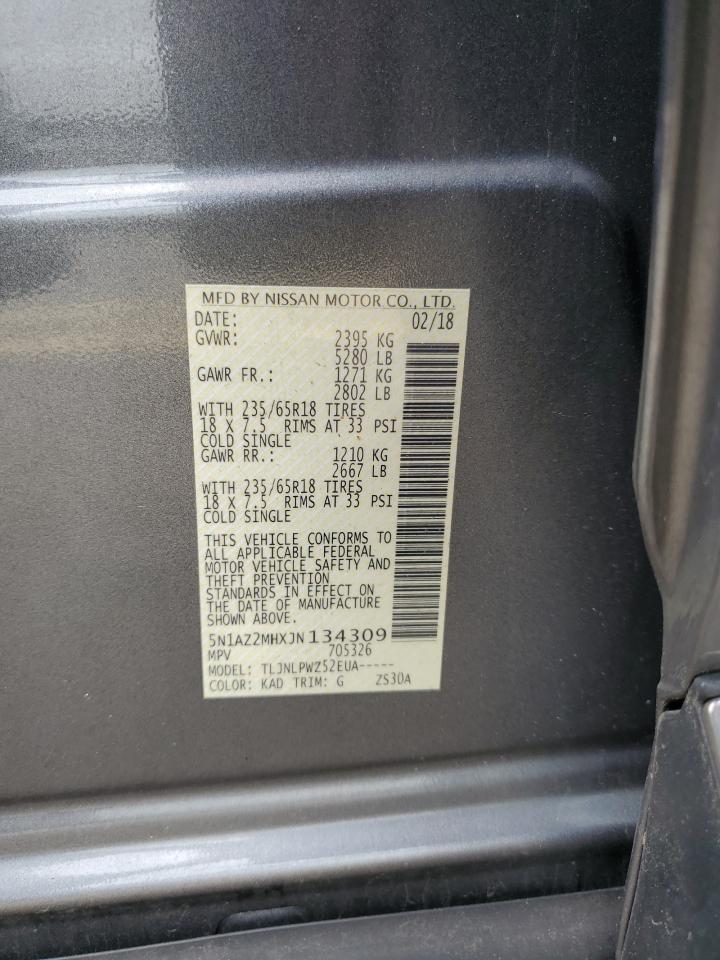 MFD BY NISSAN MOTOR CO., LTD.
DATE: 02/18
GVWR: 2395 KG
5280 LB
GAWR FR.: 1271 KG
2802 LB
WITH 235/65R18 TIRES
18 X 7.5 RIMS AT 33 PSI
COLD SINGLE
GAWR RR.: 1210 KG
2667 LB
WITH 235/65R18 TIRES
18 X 7.5 RIMS AT 33 PSI
COLD SINGLE
THIS VEHICLE CONFORMS TO
ALL APPLICABLE FEDERAL
MOTOR VEHICLE SAFETY AND
THEFT PREVENTION
STANDARDS IN EFFECT ON
THE DATE OF MANUFACTURE
SHOWN ABOVE.
5N1AZ2MHXJN134309
MPV 705326
MODEL: TLJNLPWZ52EUA-----
COLOR: KAD TRIM: G ZS30A